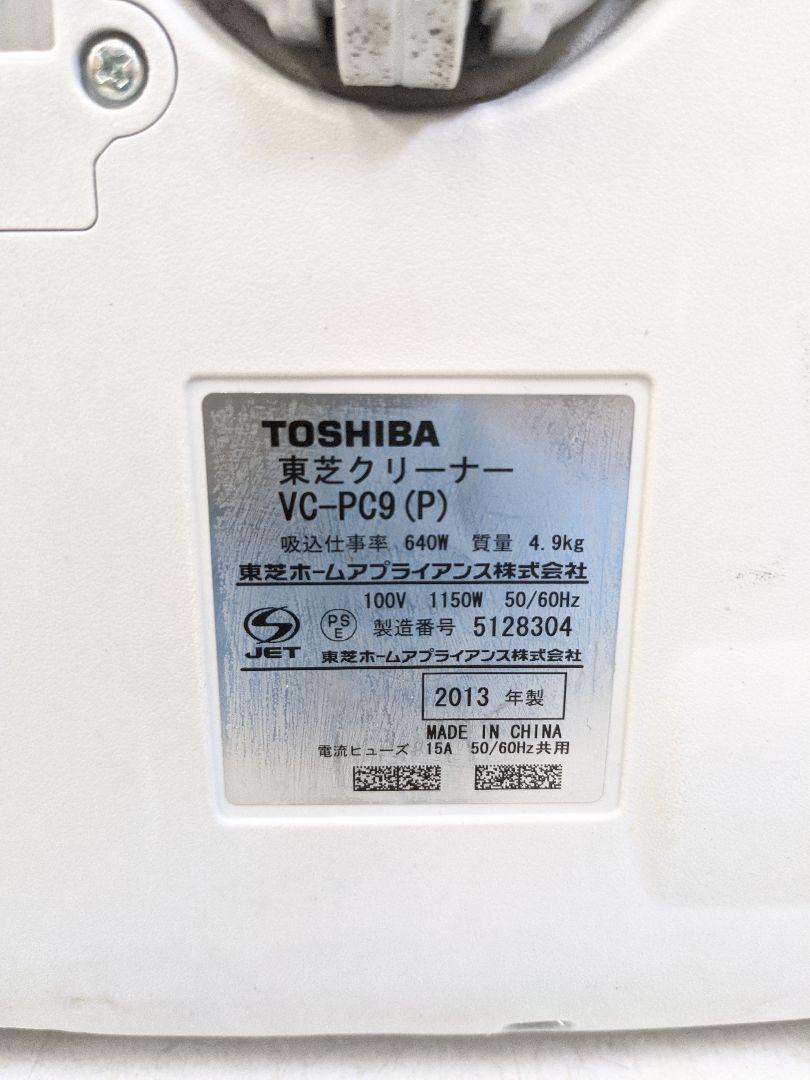 TOSHIBA
東芝クリーナー
VC-PC9(P)
吸込仕事率 640W 質量 4.9kg
東芝ホームアプライアンス株式会社
100V 1150W 50/60Hz
JET PS E 製造番号 5128304
東芝ホームアプライアンス株式会社
2013 年製
MADE IN CHINA
電流ヒューズ 15A 50/60Hz共用